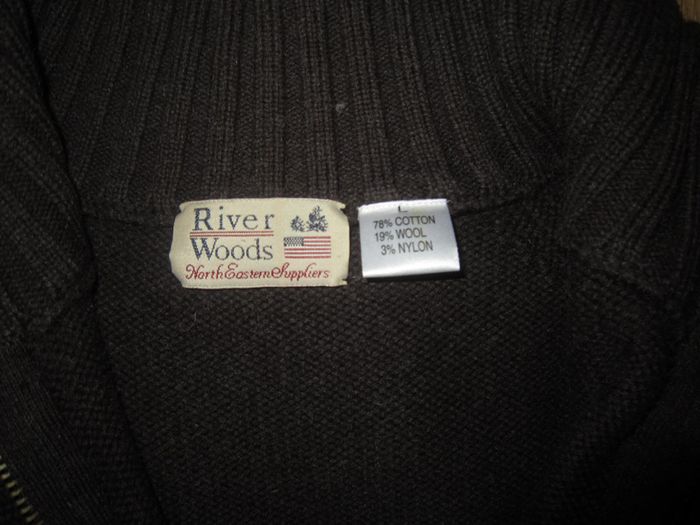 River
Woods
North Eastern Suppliers
L
78% COTTON
19% WOOL
3% NYLON